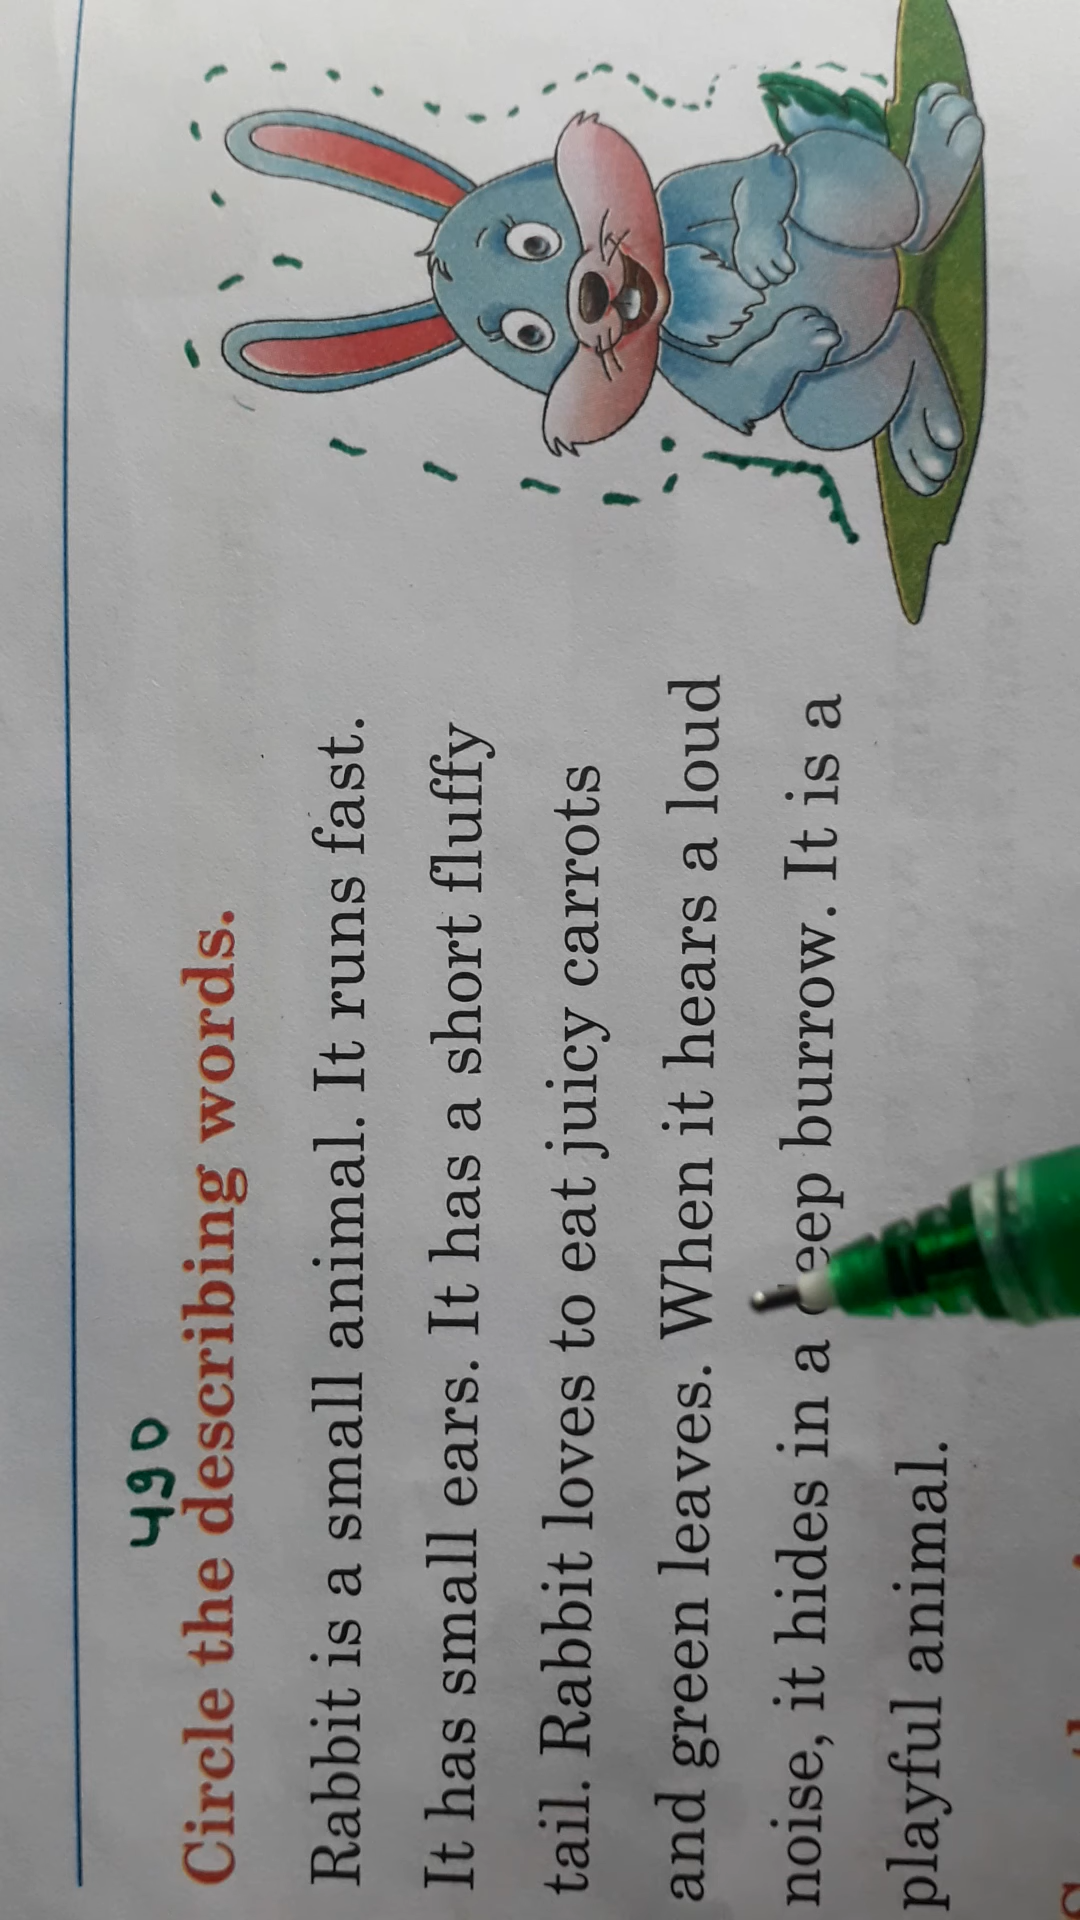 490
Circle the describing words.
Rabbit is a small animal. It runs fast.
It has small ears. It has a short fluffy
tail. Rabbit loves to eat juicy carrots
and green leaves. When it hears a loud
noise, it hides in a deep burrow. It is a
playful animal.